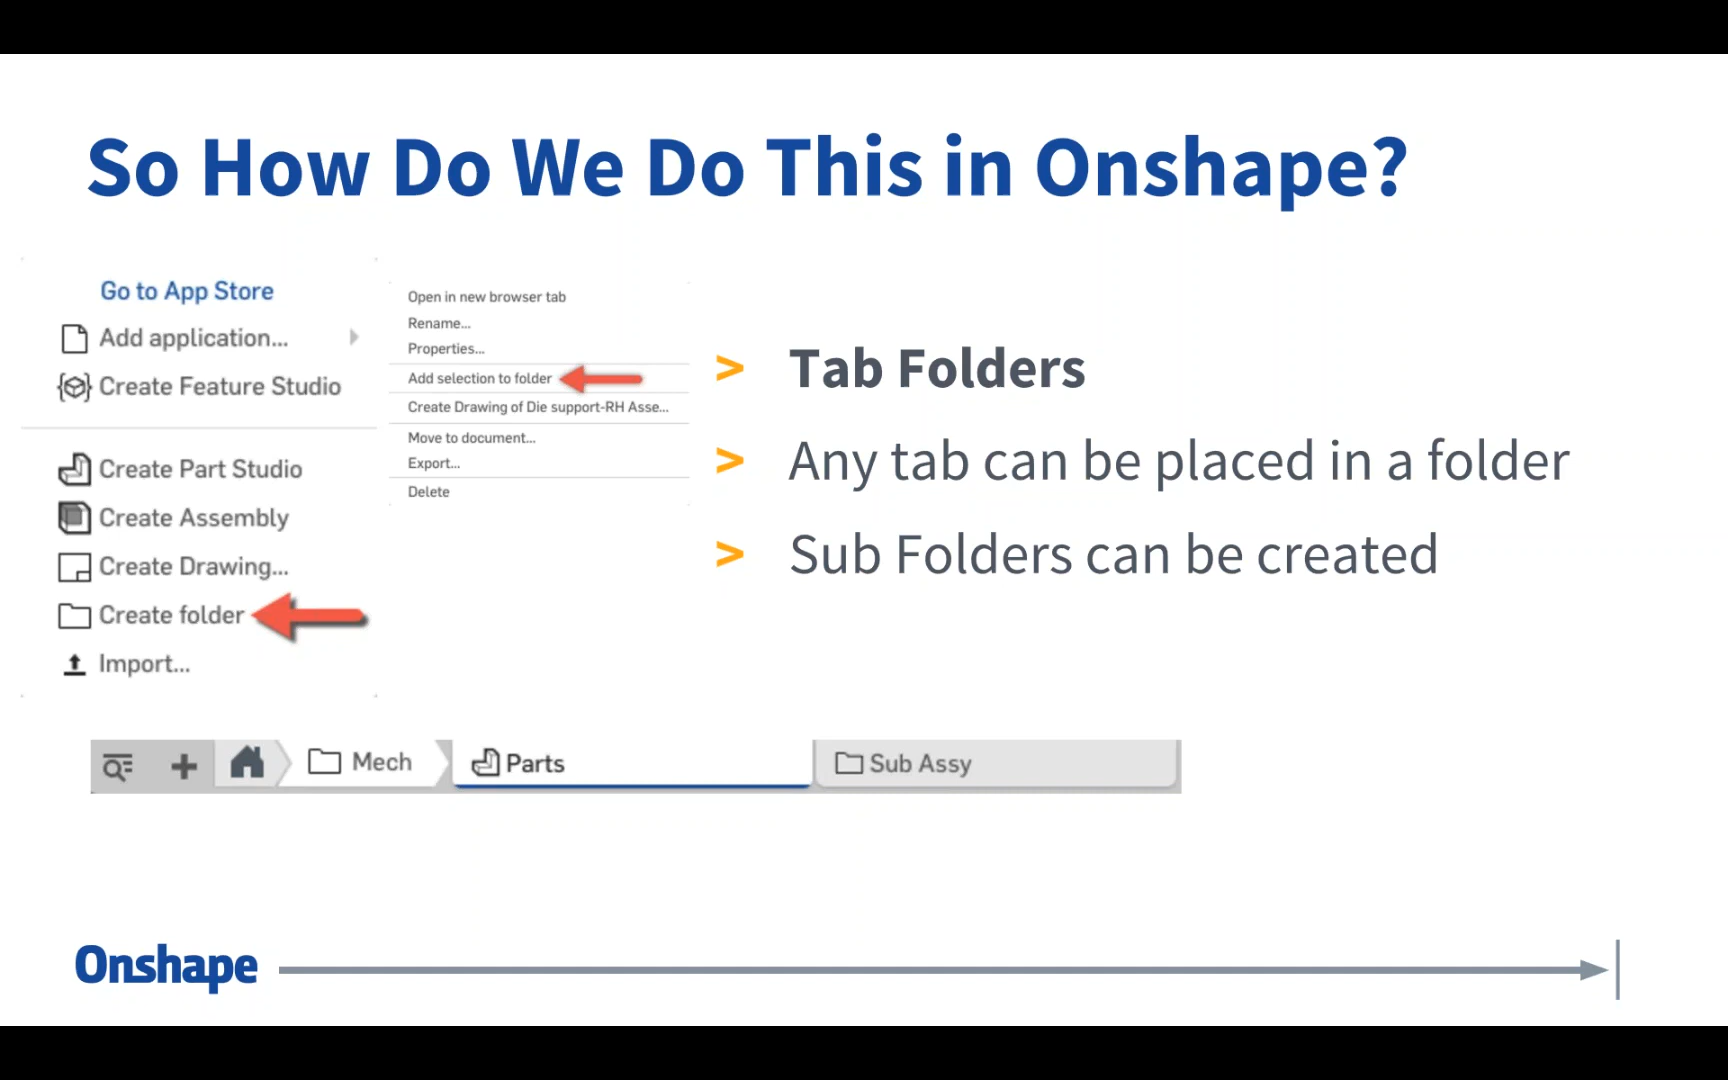 So How Do We Do This in Onshape?
Go to App Store
Add application...
Create Feature Studio
Create Part Studio
Create Assembly
Create Drawing...
Create folder
Import...
Open in new browser tab
Rename...
Properties...
Add selection to folder
Create Drawing of Die support-RH Asse...
Move to document...
Export...
Delete
> Tab Folders
> Any tab can be placed in a folder
> Sub Folders can be created
Mech
Parts
Sub Assy
Onshape